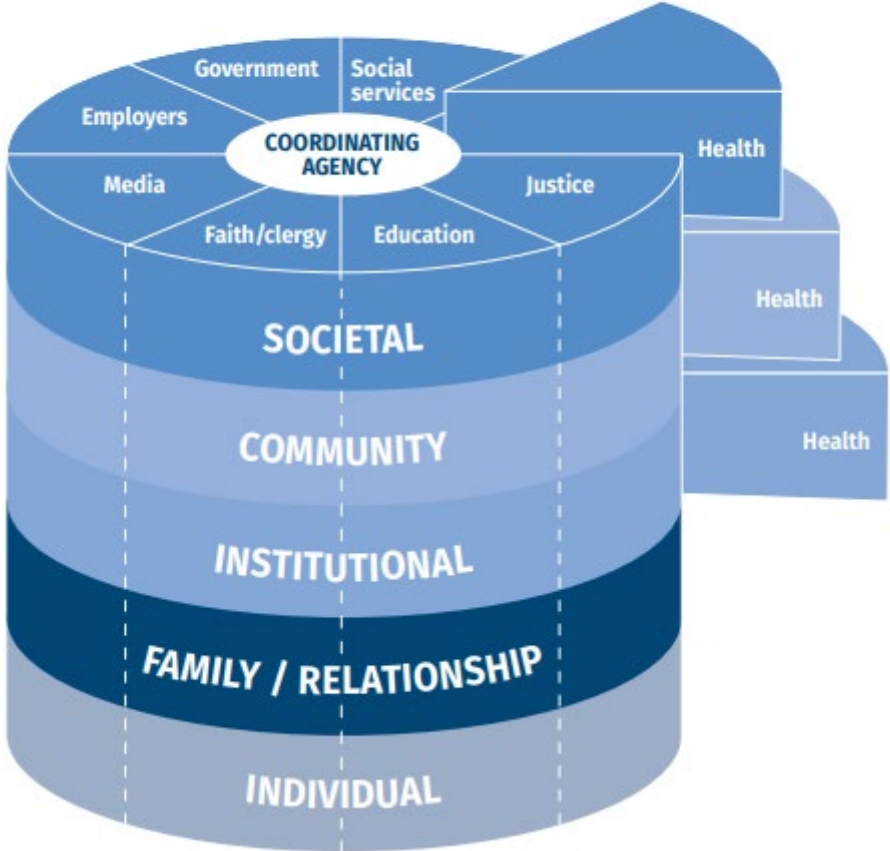 Government
Social
services
Employers
COORDINATING
AGENCY
Health
Media
Justice
Faith/clergy
Education
Health
SOCIETAL
Health
COMMUNITY
INSTITUTIONAL
FAMILY / RELATIONSHIP
INDIVIDUAL